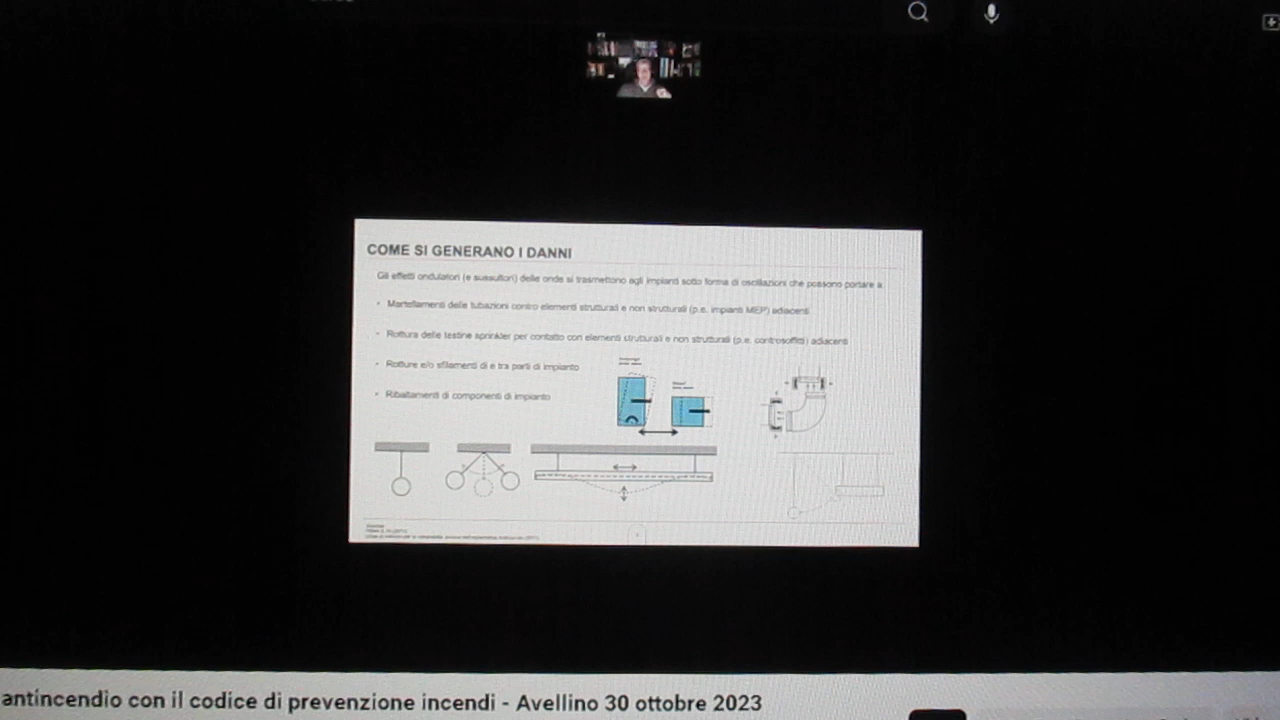 COME SI GENERANO I DANNI
Gli effetti ondulatori (e sussultori) delle onde si trasmettono agli impianti sotto forma di oscillazioni che possono portare a
• Martellamenti delle tubazioni contro elementi strutturali e non strutturali (p.e. impianti MEP) adiacenti
• Rottura delle testine sprinkler per contatto con elementi strutturali e non strutturali (p.e. controsoffitti) adiacenti
• Rotture e/o sfilamenti di e tra parti di impianto
• Ribaltamenti di componenti di impianto
antincendio con il codice di prevenzione incendi - Avellino 30 ottobre 2023